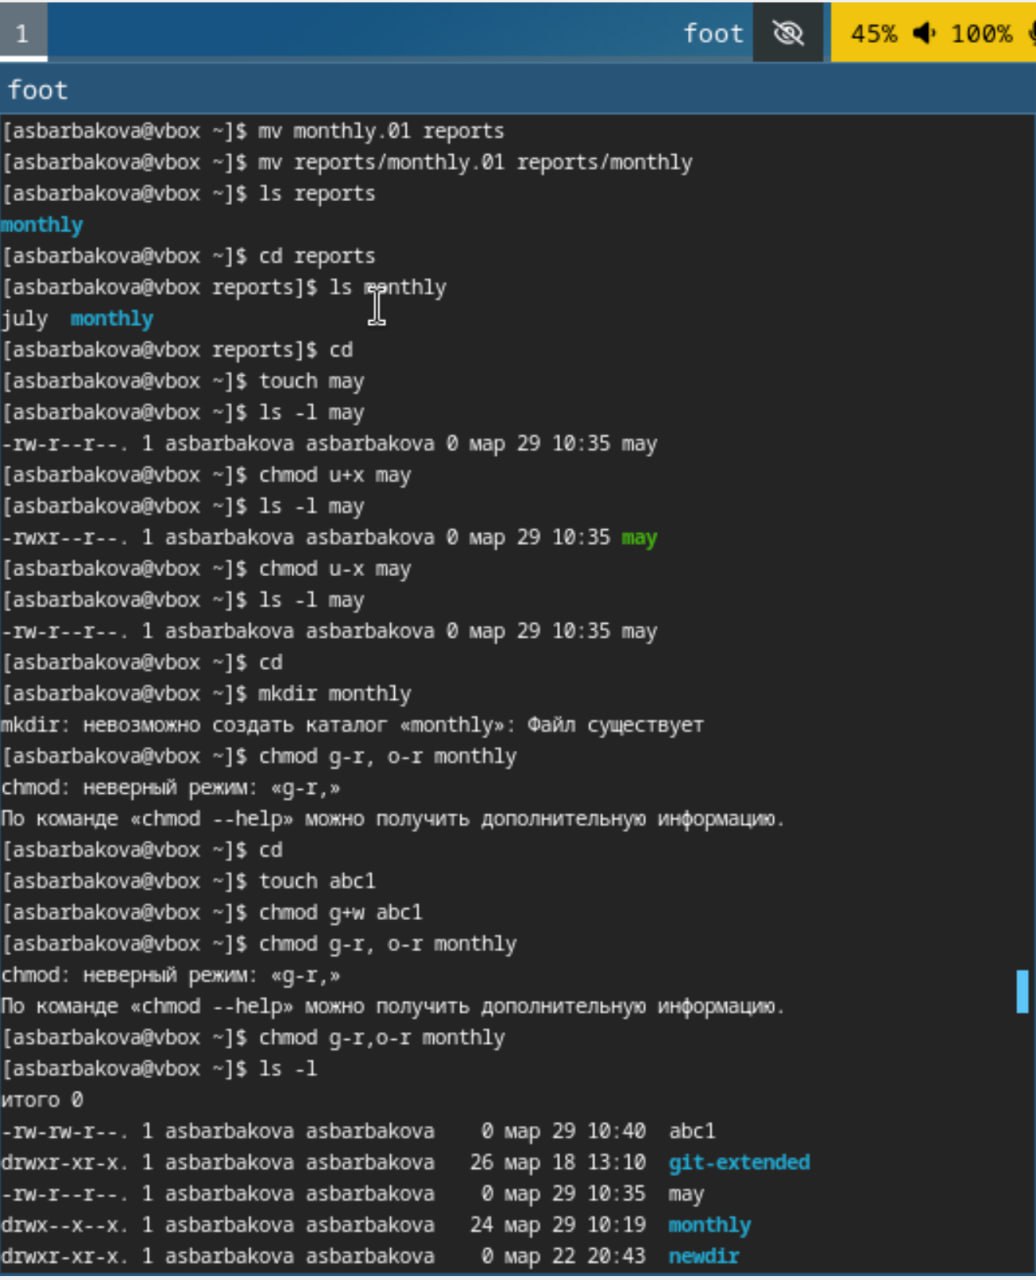 1 foot 45% 100%
foot
[asbarbakova@vbox ~]$ mv monthly.01 reports
[asbarbakova@vbox ~]$ mv reports/monthly.01 reports/monthly
[asbarbakova@vbox ~]$ ls reports
monthly
[asbarbakova@vbox ~]$ cd reports
[asbarbakova@vbox reports]$ ls monthly
july  monthly
[asbarbakova@vbox reports]$ cd
[asbarbakova@vbox ~]$ touch may
[asbarbakova@vbox ~]$ ls -l may
-rw-r--r--. 1 asbarbakova asbarbakova 0 мар 29 10:35 may
[asbarbakova@vbox ~]$ chmod u+x may
[asbarbakova@vbox ~]$ ls -l may
-rwxr--r--. 1 asbarbakova asbarbakova 0 мар 29 10:35 may
[asbarbakova@vbox ~]$ chmod u-x may
[asbarbakova@vbox ~]$ ls -l may
-rw-r--r--. 1 asbarbakova asbarbakova 0 мар 29 10:35 may
[asbarbakova@vbox ~]$ cd
[asbarbakova@vbox ~]$ mkdir monthly
mkdir: невозможно создать каталог «monthly»: Файл существует
[asbarbakova@vbox ~]$ chmod g-r, o-r monthly
chmod: неверный режим: «g-r,»
По команде «chmod --help» можно получить дополнительную информацию.
[asbarbakova@vbox ~]$ cd
[asbarbakova@vbox ~]$ touch abc1
[asbarbakova@vbox ~]$ chmod g+w abc1
[asbarbakova@vbox ~]$ chmod g-r, o-r monthly
chmod: неверный режим: «g-r,»
По команде «chmod --help» можно получить дополнительную информацию.
[asbarbakova@vbox ~]$ chmod g-r,o-r monthly
[asbarbakova@vbox ~]$ ls -l
итого 0
-rw-rw-r--. 1 asbarbakova asbarbakova    0 мар 29 10:40  abc1
drwxr-xr-x. 1 asbarbakova asbarbakova   26 мар 18 13:10  git-extended
-rw-r--r--. 1 asbarbakova asbarbakova    0 мар 29 10:35  may
drwx--x--x. 1 asbarbakova asbarbakova   24 мар 29 10:19  monthly
drwxr-xr-x. 1 asbarbakova asbarbakova    0 мар 22 20:43  newdir